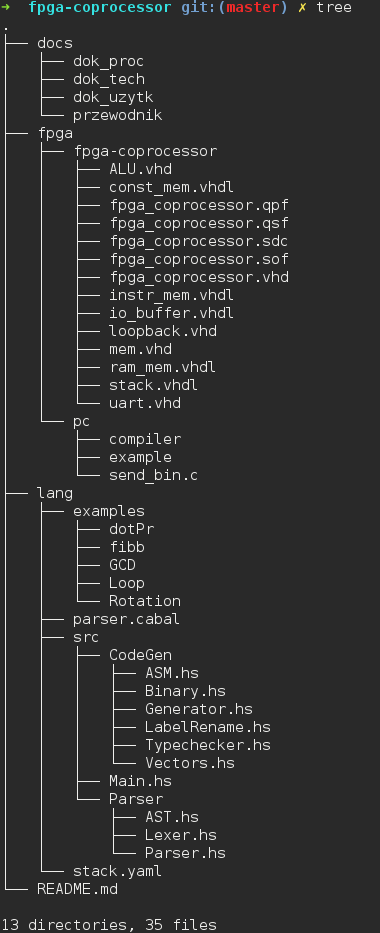 ➜  fpga-coprocessor git:(master) ✗ tree
.
├── docs
│   ├── dok_proc
│   ├── dok_tech
│   ├── dok_uzytk
│   └── przewodnik
├── fpga
│   ├── fpga-coprocessor
│   │   ├── ALU.vhd
│   │   ├── const_mem.vhdl
│   │   ├── fpga_coprocessor.qpf
│   │   ├── fpga_coprocessor.qsf
│   │   ├── fpga_coprocessor.sdc
│   │   ├── fpga_coprocessor.sof
│   │   ├── fpga_coprocessor.vhd
│   │   ├── instr_mem.vhdl
│   │   ├── io_buffer.vhdl
│   │   ├── loopback.vhd
│   │   ├── mem.vhd
│   │   ├── ram_mem.vhdl
│   │   ├── stack.vhdl
│   │   └── uart.vhd
│   └── pc
│       ├── compiler
│       ├── example
│       └── send_bin.c
├── lang
│   ├── examples
│   │   ├── dotPr
│   │   ├── fibb
│   │   ├── GCD
│   │   ├── Loop
│   │   └── Rotation
│   ├── parser.cabal
│   ├── src
│   │   ├── CodeGen
│   │   │   ├── ASM.hs
│   │   │   ├── Binary.hs
│   │   │   ├── Generator.hs
│   │   │   ├── LabelRename.hs
│   │   │   ├── Typechecker.hs
│   │   │   └── Vectors.hs
│   │   ├── Main.hs
│   │   └── Parser
│   │       ├── AST.hs
│   │       ├── Lexer.hs
│   │       └── Parser.hs
│   └── stack.yaml
└── README.md

13 directories, 35 files